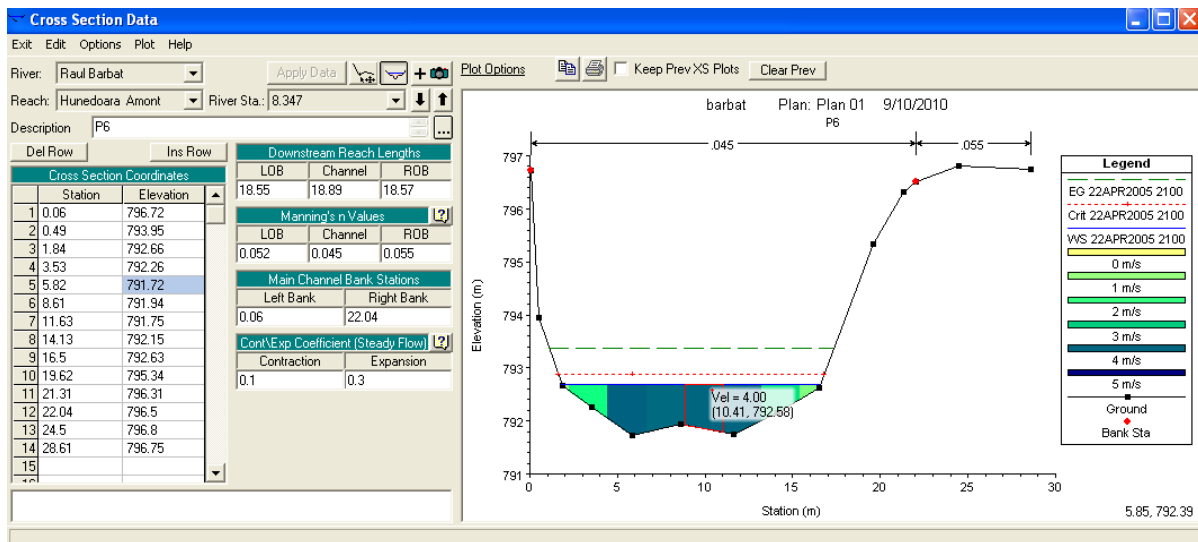 Cross Section Data
Exit Edit Options Plot Help
River: Raul Barbat Apply Data
Reach: Hunedoara Amont River Sta.: 8.347
Description P6 ...
Del Row Ins Row
Cross Section Coordinates
Station Elevation
1 0.06 796.72
2 0.49 793.95
3 1.84 792.66
4 3.53 792.26
5 5.82 791.72
6 8.61 791.94
7 11.63 791.75
8 14.13 792.15
9 16.5 792.63
10 19.62 795.34
11 21.31 796.31
12 22.04 796.5
13 24.5 796.8
14 28.61 796.75
15
Downstream Reach Lengths
LOB Channel ROB
18.55 18.89 18.57
Manning's n Values
LOB Channel ROB
0.052 0.045 0.055
Main Channel Bank Stations
Left Bank Right Bank
0.06 22.04
Cont\Exp Coefficient (Steady Flow)
Contraction Expansion
0.1 0.3
Plot Options Keep Prev XS Plots Clear Prev
barbat Plan: Plan 01 9/10/2010
P6
.045 .055
797
796
795
794
793
792
791
Elevation (m)
Vel = 4.00
(10.41, 792.58)
0 5 10 15 20 25 30
Station (m)
Legend
EG 22APR2005 2100
Crit 22APR2005 2100
WS 22APR2005 2100
0 m/s
1 m/s
2 m/s
3 m/s
4 m/s
5 m/s
Ground
Bank Sta
5.85, 792.39